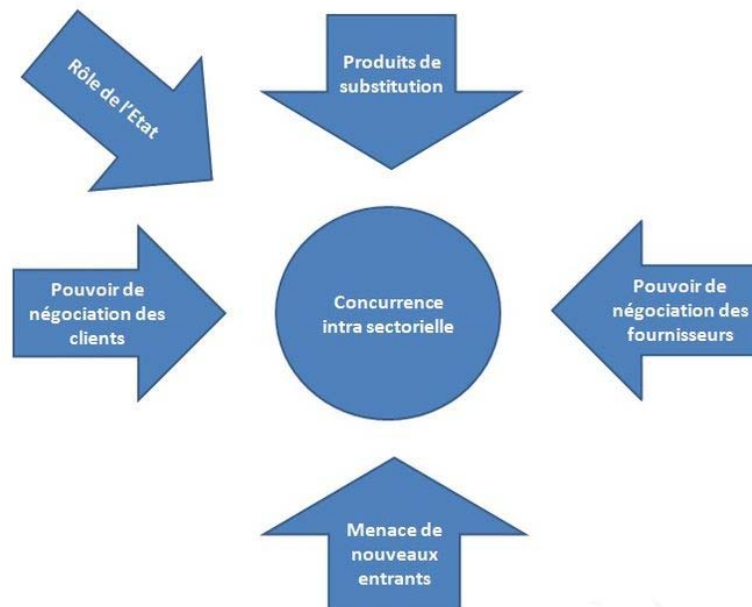 Rôle de l'Etat
Produits de
substitution
Pouvoir de
négociation des
clients
Concurrence
intra sectorielle
Pouvoir de
négociation des
fournisseurs
Menace de
nouveaux
entrants